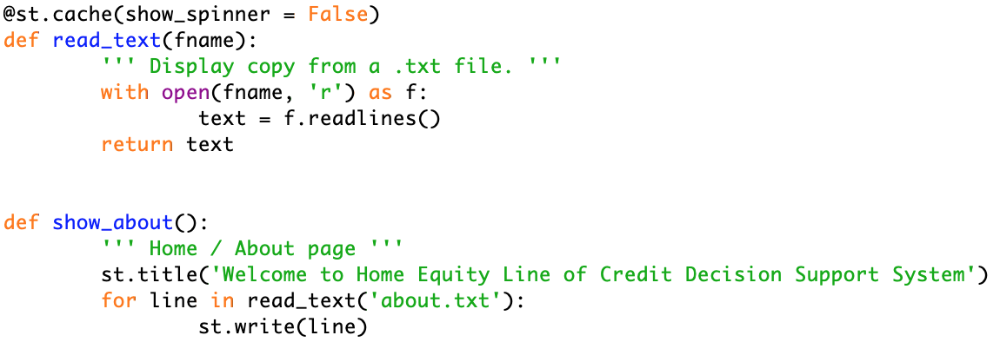 @st.cache(show_spinner = False)
def read_text(fname):
        ''' Display copy from a .txt file. '''
        with open(fname, 'r') as f:
                text = f.readlines()
        return text
def show_about():
        ''' Home / About page '''
        st.title('Welcome to Home Equity Line of Credit Decision Support System')
        for line in read_text('about.txt'):
                st.write(line)